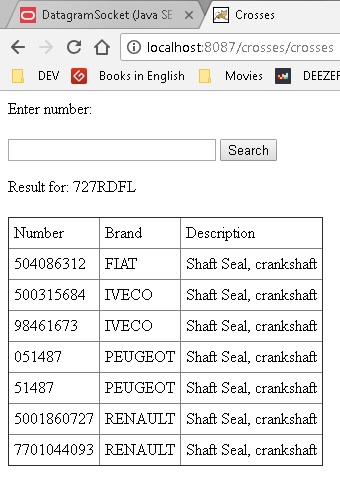 DatagramSocket (Java SE
Crosses
localhost:8087/crosses/crosses
DEV Books in English Movies DEEZEF
Enter number:
Search
Result for: 727RDFL
Number Brand Description
504086312 FIAT Shaft Seal, crankshaft
500315684 IVECO Shaft Seal, crankshaft
98461673 IVECO Shaft Seal, crankshaft
051487 PEUGEOT Shaft Seal, crankshaft
51487 PEUGEOT Shaft Seal, crankshaft
5001860727 RENAULT Shaft Seal, crankshaft
7701044093 RENAULT Shaft Seal, crankshaft